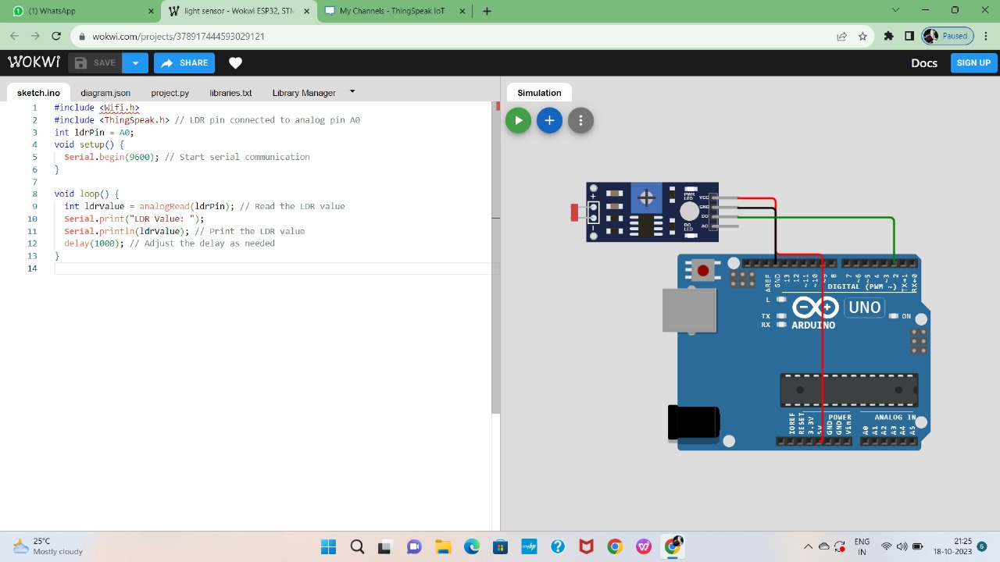 (1) WhatsApp
light sensor - Wokwi ESP32, STM
My Channels - ThingSpeak IoT
wokwi.com/projects/378917444593029121
Paused
WOKWI
SAVE
SHARE
Docs
SIGN UP
sketch.ino
diagram.json
project.py
libraries.txt
Library Manager
Simulation
1 #include <Wifi.h>
2 #include <ThingSpeak.h> // LDR pin connected to analog pin A0
3 int ldrPin = A0;
4 void setup() {
5 Serial.begin(9600); // Start serial communication
6 }
7
8 void loop() {
9 int ldrValue = analogRead(ldrPin); // Read the LDR value
10 Serial.print("LDR Value: ");
11 Serial.println(ldrValue); // Print the LDR value
12 delay(1000); // Adjust the delay as needed
13 }
14
+
−
PWR LED
DO LED
VCC
GND
DO
AO
AREF
GND
13
12
~11
~10
~9
8
7
~6
~5
4
~3
2
TX→1
RX←0
DIGITAL (PWM ~)
L
TX
RX
UNO
ARDUINO
ON
IOREF
RESET
3.3V
5V
GND
GND
Vin
POWER
ANALOG IN
A0
A1
A2
A3
A4
A5
25°C
Mostly cloudy
myhp
ENG
IN
21:25
18-10-2023
6